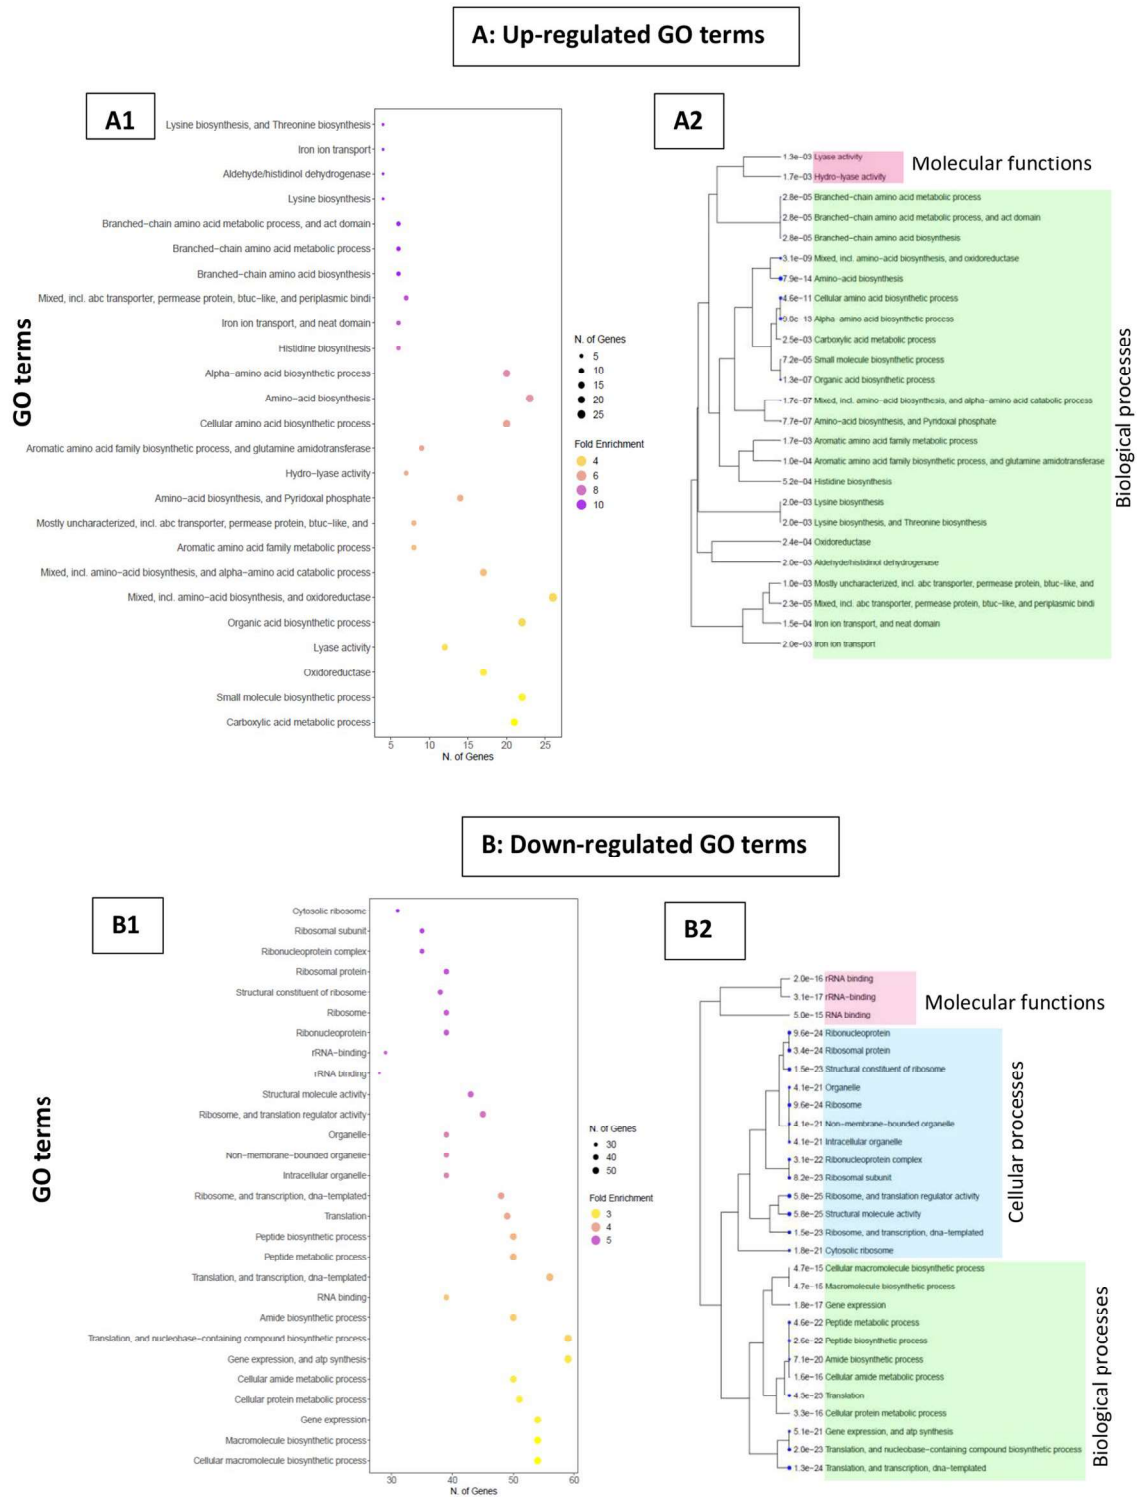 A: Up-regulated GO terms
A1
GO terms
Lysine biosynthesis, and Threonine biosynthesis
Iron ion transport
Aldehyde/histidinol dehydrogenase
Lysine biosynthesis
Branched−chain amino acid metabolic process, and act domain
Branched−chain amino acid metabolic process
Branched−chain amino acid biosynthesis
Mixed, incl. abc transporter, permease protein, btuc−like, and periplasmic bindi
Iron ion transport, and neat domain
Histidine biosynthesis
Alpha−amino acid biosynthetic process
Amino−acid biosynthesis
Cellular amino acid biosynthetic process
Aromatic amino acid family biosynthetic process, and glutamine amidotransferase
Hydro−lyase activity
Amino−acid biosynthesis, and Pyridoxal phosphate
Mostly uncharacterized, incl. abc transporter, permease protein, btuc−like, and
Aromatic amino acid family metabolic process
Mixed, incl. amino−acid biosynthesis, and alpha−amino acid catabolic process
Mixed, incl. amino−acid biosynthesis, and oxidoreductase
Organic acid biosynthetic process
Lyase activity
Oxidoreductase
Small molecule biosynthetic process
Carboxylic acid metabolic process
5 10 15 20 25
N. of Genes
N. of Genes
5
10
15
20
25
Fold Enrichment
4
6
8
10
A2
1.3e−03 Lyase activity
1.7e−03 Hydro−lyase activity
Molecular functions
2.8e−05 Branched−chain amino acid metabolic process
2.8e−05 Branched−chain amino acid metabolic process, and act domain
2.8e−05 Branched−chain amino acid biosynthesis
3.1e−09 Mixed, incl. amino−acid biosynthesis, and oxidoreductase
7.9e−14 Amino−acid biosynthesis
4.6e−11 Cellular amino acid biosynthetic process
Alpha−amino acid biosynthetic process
2.5e−03 Carboxylic acid metabolic process
7.2e−05 Small molecule biosynthetic process
1.3e−07 Organic acid biosynthetic process
1.7e−07 Mixed, incl. amino−acid biosynthesis, and alpha−amino acid catabolic process
7.7e−07 Amino−acid biosynthesis, and Pyridoxal phosphate
1.7e−03 Aromatic amino acid family metabolic process
1.0e−04 Aromatic amino acid family biosynthetic process, and glutamine amidotransferase
5.2e−04 Histidine biosynthesis
2.0e−03 Lysine biosynthesis
2.0e−03 Lysine biosynthesis, and Threonine biosynthesis
2.4e−04 Oxidoreductase
2.0e−03 Aldehyde/histidinol dehydrogenase
1.0e−03 Mostly uncharacterized, incl. abc transporter, permease protein, btuc−like, and
2.3e−05 Mixed, incl. abc transporter, permease protein, btuc−like, and periplasmic bindi
1.5e−04 Iron ion transport, and neat domain
2.0e−03 Iron ion transport
Biological processes
B: Down-regulated GO terms
B1
GO terms
Cytosolic ribosome
Ribosomal subunit
Ribonucleoprotein complex
Ribosomal protein
Structural constituent of ribosome
Ribosome
Ribonucleoprotein
rRNA−binding
rRNA binding
Structural molecule activity
Ribosome, and translation regulator activity
Organelle
Non−membrane−bounded organelle
Intracellular organelle
Ribosome, and transcription, dna−templated
Translation
Peptide biosynthetic process
Peptide metabolic process
Translation, and transcription, dna−templated
RNA binding
Amide biosynthetic process
Translation, and nucleobase−containing compound biosynthetic process
Gene expression, and atp synthesis
Cellular amide metabolic process
Cellular protein metabolic process
Gene expression
Macromolecule biosynthetic process
Cellular macromolecule biosynthetic process
30 40 50 60
N. of Genes
N. of Genes
30
40
50
Fold Enrichment
3
4
5
B2
2.0e−16 rRNA binding
3.1e−17 rRNA−binding
5.0e−15 RNA binding
Molecular functions
9.6e−24 Ribonucleoprotein
3.4e−24 Ribosomal protein
1.5e−23 Structural constituent of ribosome
4.1e−21 Organelle
9.6e−24 Ribosome
4.1e−21 Non−membrane−bounded organelle
4.1e−21 Intracellular organelle
3.1e−22 Ribonucleoprotein complex
8.2e−23 Ribosomal subunit
5.8e−25 Ribosome, and translation regulator activity
5.8e−25 Structural molecule activity
1.5e−23 Ribosome, and transcription, dna−templated
1.8e−21 Cytosolic ribosome
Cellular processes
4.7e−15 Cellular macromolecule biosynthetic process
4.7e−15 Macromolecule biosynthetic process
1.8e−17 Gene expression
4.6e−22 Peptide metabolic process
2.6e−22 Peptide biosynthetic process
7.1e−20 Amide biosynthetic process
1.6e−16 Cellular amide metabolic process
Translation
3.3e−16 Cellular protein metabolic process
5.1e−21 Gene expression, and atp synthesis
2.0e−23 Translation, and nucleobase−containing compound biosynthetic process
1.3e−24 Translation, and transcription, dna−templated
Biological processes